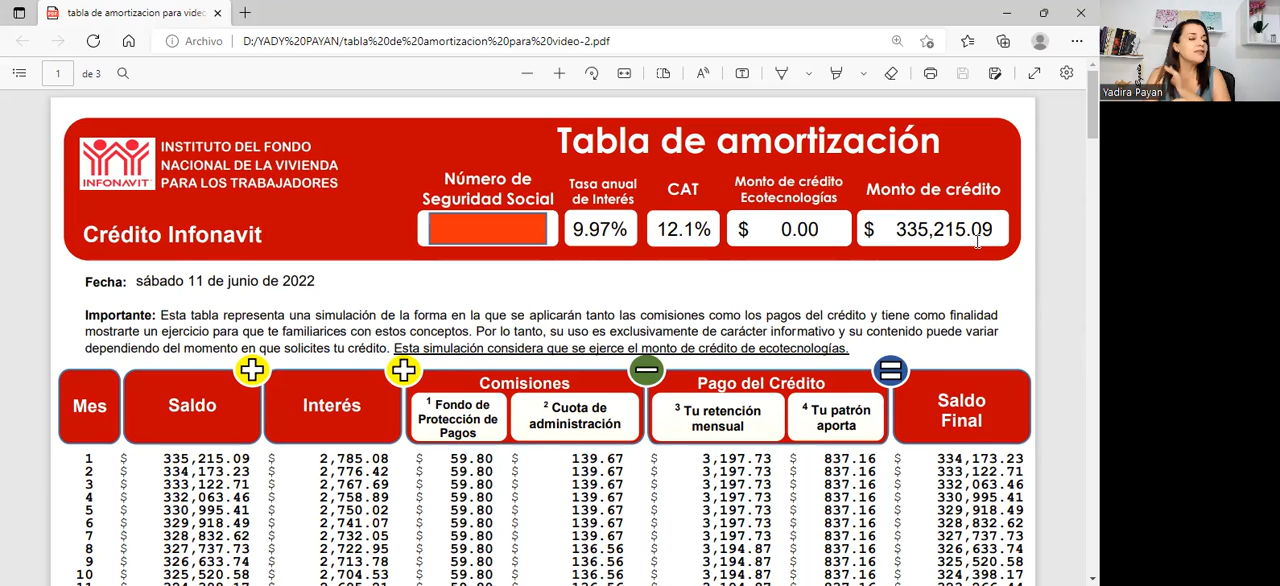 tabla de amortizacion para vide
Archivo D:/YADY%20PAYAN/tabla%20de%20amortizacion%20para%20video-2.pdf
1 de 3
Yadira Payan
Tabla de amortización
INFONAVIT
INSTITUTO DEL FONDO
NACIONAL DE LA VIVIENDA
PARA LOS TRABAJADORES
Número de Seguridad Social Tasa anual de Interés CAT Monto de crédito Ecotecnologías Monto de crédito
9.97% 12.1% $ 0.00 $ 335,215.09
Crédito Infonavit
Fecha: sábado 11 de junio de 2022
Importante: Esta tabla representa una simulación de la forma en la que se aplicarán tanto las comisiones como los pagos del crédito y tiene como finalidad
mostrarte un ejercicio para que te familiarices con estos conceptos. Por lo tanto, su uso es exclusivamente de carácter informativo y su contenido puede variar
dependiendo del momento en que solicites tu crédito. Esta simulación considera que se ejerce el monto de crédito de ecotecnologías.
Comisiones Pago del Crédito
Mes Saldo Interés 1 Fondo de Protección de Pagos 2 Cuota de administración 3 Tu retención mensual 4 Tu patrón aporta Saldo Final
1 $ 335,215.09 $ 2,785.08 $ 59.80 $ 139.67 $ 3,197.73 $ 837.16 $ 334,173.23
2 $ 334,173.23 $ 2,776.42 $ 59.80 $ 139.67 $ 3,197.73 $ 837.16 $ 333,122.71
3 $ 333,122.71 $ 2,767.69 $ 59.80 $ 139.67 $ 3,197.73 $ 837.16 $ 332,063.46
4 $ 332,063.46 $ 2,758.89 $ 59.80 $ 139.67 $ 3,197.73 $ 837.16 $ 330,995.41
5 $ 330,995.41 $ 2,750.02 $ 59.80 $ 139.67 $ 3,197.73 $ 837.16 $ 329,918.49
6 $ 329,918.49 $ 2,741.07 $ 59.80 $ 139.67 $ 3,197.73 $ 837.16 $ 328,832.62
7 $ 328,832.62 $ 2,732.05 $ 59.80 $ 139.67 $ 3,197.73 $ 837.16 $ 327,737.73
8 $ 327,737.73 $ 2,722.95 $ 59.80 $ 136.56 $ 3,194.87 $ 837.16 $ 326,633.74
9 $ 326,633.74 $ 2,713.78 $ 59.80 $ 136.56 $ 3,194.87 $ 837.16 $ 325,520.58
10 $ 325,520.58 $ 2,704.53 $ 59.80 $ 136.56 $ 3,194.87 $ 837.16 $ 324,398.17